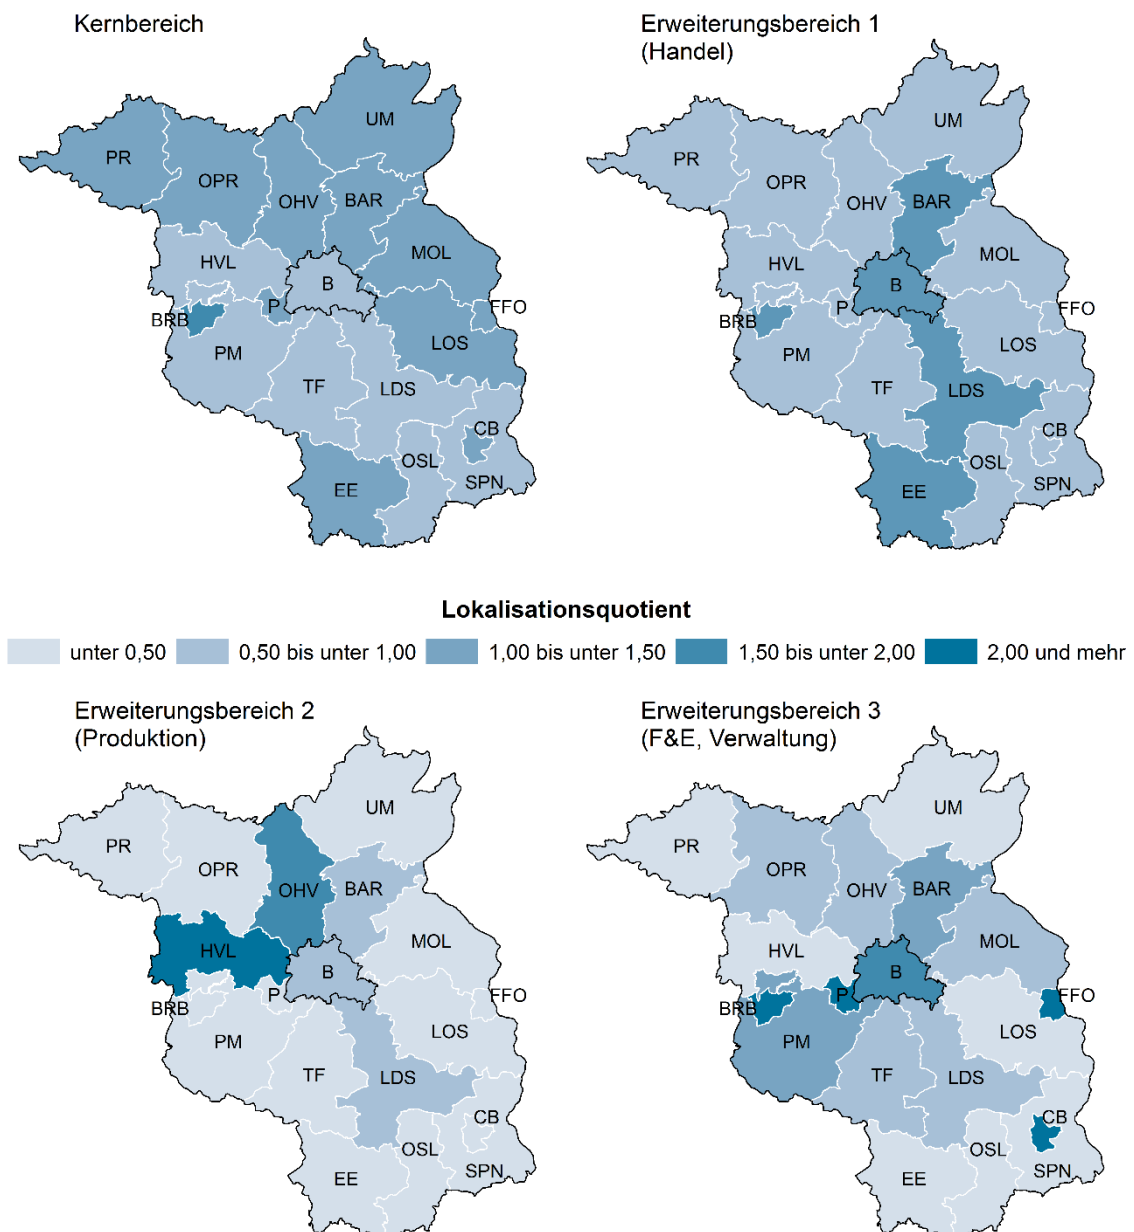 Kernbereich
UM
PR
OPR
OHV
BAR
MOL
HVL
B
P
FFO
BRB
LOS
PM
TF
LDS
CB
OSL
SPN
EE
Erweiterungsbereich 1
(Handel)
UM
PR
OPR
OHV
BAR
MOL
HVL
B
P
FFO
BRB
LOS
PM
TF
LDS
CB
OSL
SPN
EE
Lokalisationsquotient
unter 0,50
0,50 bis unter 1,00
1,00 bis unter 1,50
1,50 bis unter 2,00
2,00 und mehr
Erweiterungsbereich 2
(Produktion)
UM
PR
OPR
OHV
BAR
MOL
HVL
B
P
FFO
BRB
LOS
PM
TF
LDS
CB
OSL
SPN
EE
Erweiterungsbereich 3
(F&E, Verwaltung)
UM
PR
OPR
OHV
BAR
MOL
HVL
B
P
FFO
BRB
LOS
PM
TF
LDS
CB
OSL
SPN
EE